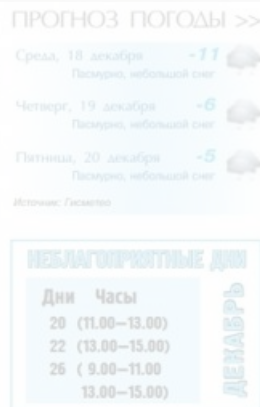 ПРОГНОЗ ПОГОДЫ >>
Среда, 18 декабря -11
Пасмурно, небольшой снег
Четверг, 19 декабря -6
Пасмурно, небольшой снег
Пятница, 20 декабря -5
Пасмурно, небольшой снег
Источник: Гисметео
НЕБЛАГОПРИЯТНЫЕ ДНИ
ДЕКАБРЬ
Дни Часы
20 (11.00–13.00)
22 (13.00–15.00)
26 ( 9.00–11.00
13.00–15.00)